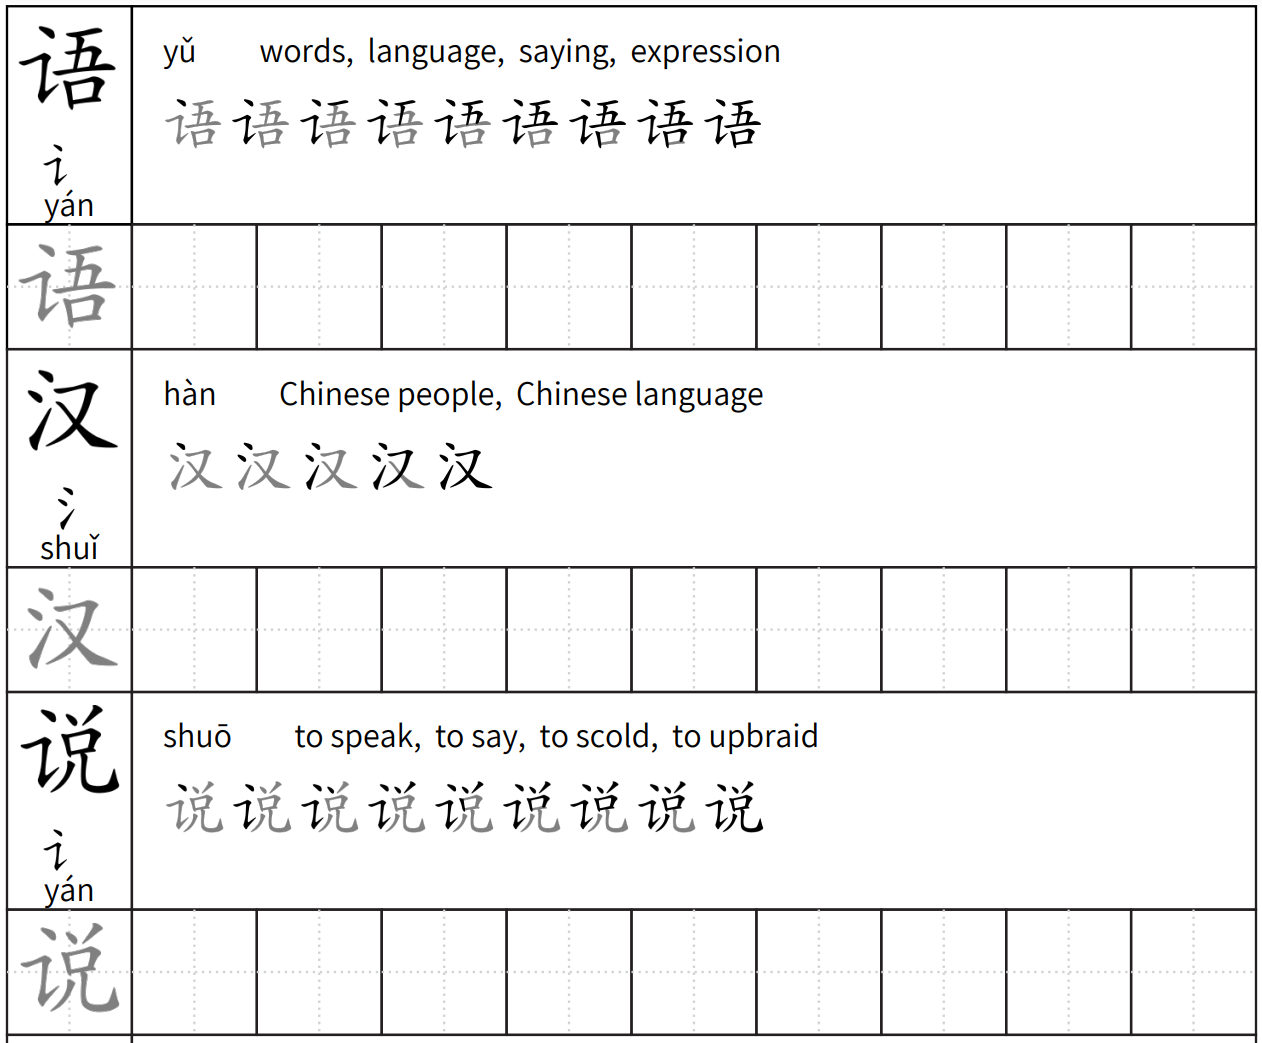 语 yǔ words, language, saying, expression
语 语 语 语 语 语 语 语 语
讠
yán
语
汉 hàn Chinese people, Chinese language
汉 汉 汉 汉 汉
氵
shuǐ
汉
说 shuō to speak, to say, to scold, to upbraid
说 说 说 说 说 说 说 说 说
讠
yán
说